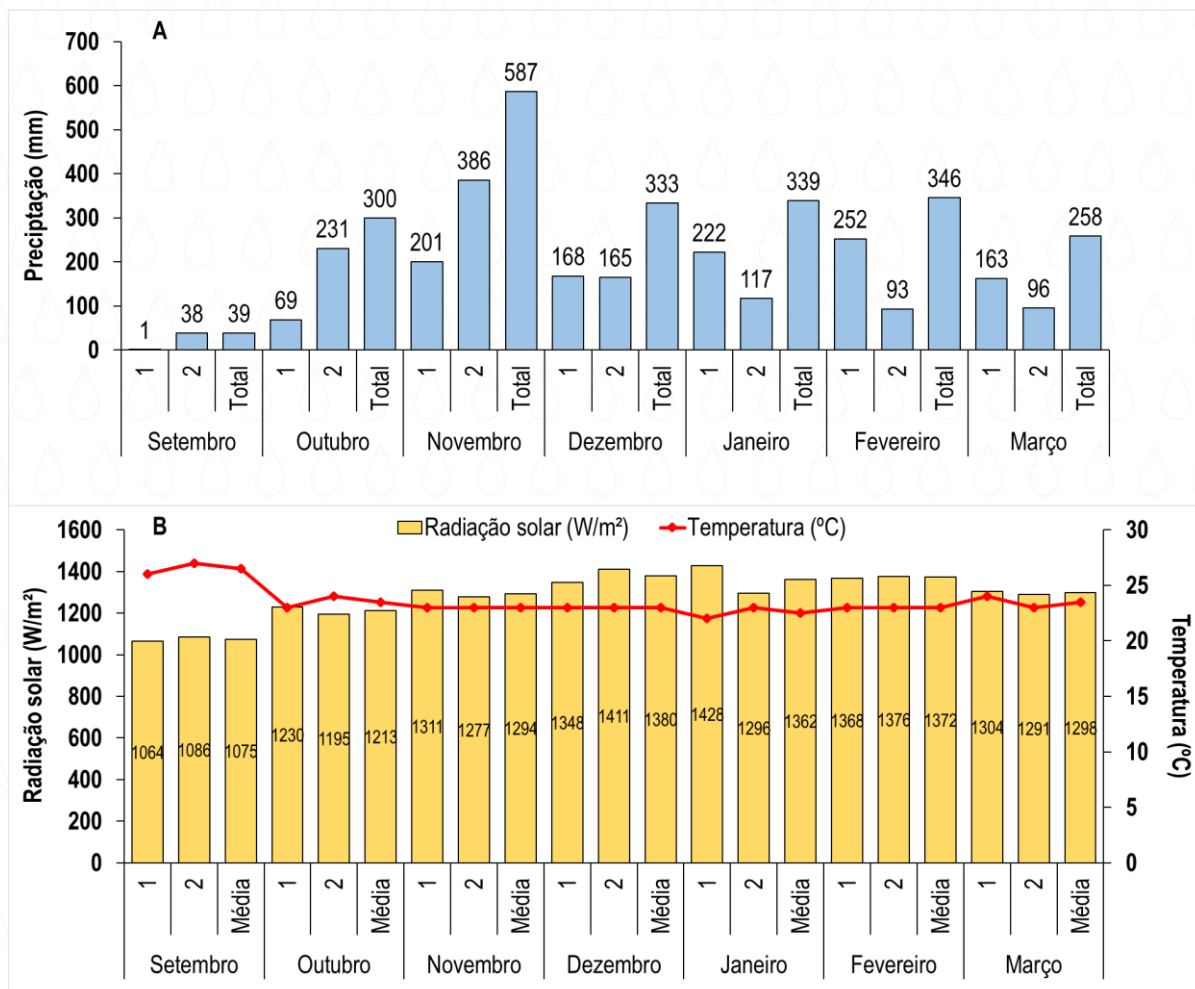 A
Preciptação (mm)
700
600
500
400
300
200
100
0
1 38 39 69 231 300 201 386 587 168 165 333 222 117 339 252 93 346 163 96 258
1 2 Total 1 2 Total 1 2 Total 1 2 Total 1 2 Total 1 2 Total 1 2 Total
Setembro Outubro Novembro Dezembro Janeiro Fevereiro Março
B
Radiação solar (W/m²) Temperatura (ºC)
Radiação solar (W/m²)
1600
1400
1200
1000
800
600
400
200
0
1064 1086 1075 1230 1195 1213 1311 1277 1294 1348 1411 1380 1428 1296 1362 1368 1376 1372 1304 1291 1298
30
25
20
15
10
5
0
Temperatura (ºC)
1 2 Média 1 2 Média 1 2 Média 1 2 Média 1 2 Média 1 2 Média 1 2 Média
Setembro Outubro Novembro Dezembro Janeiro Fevereiro Março